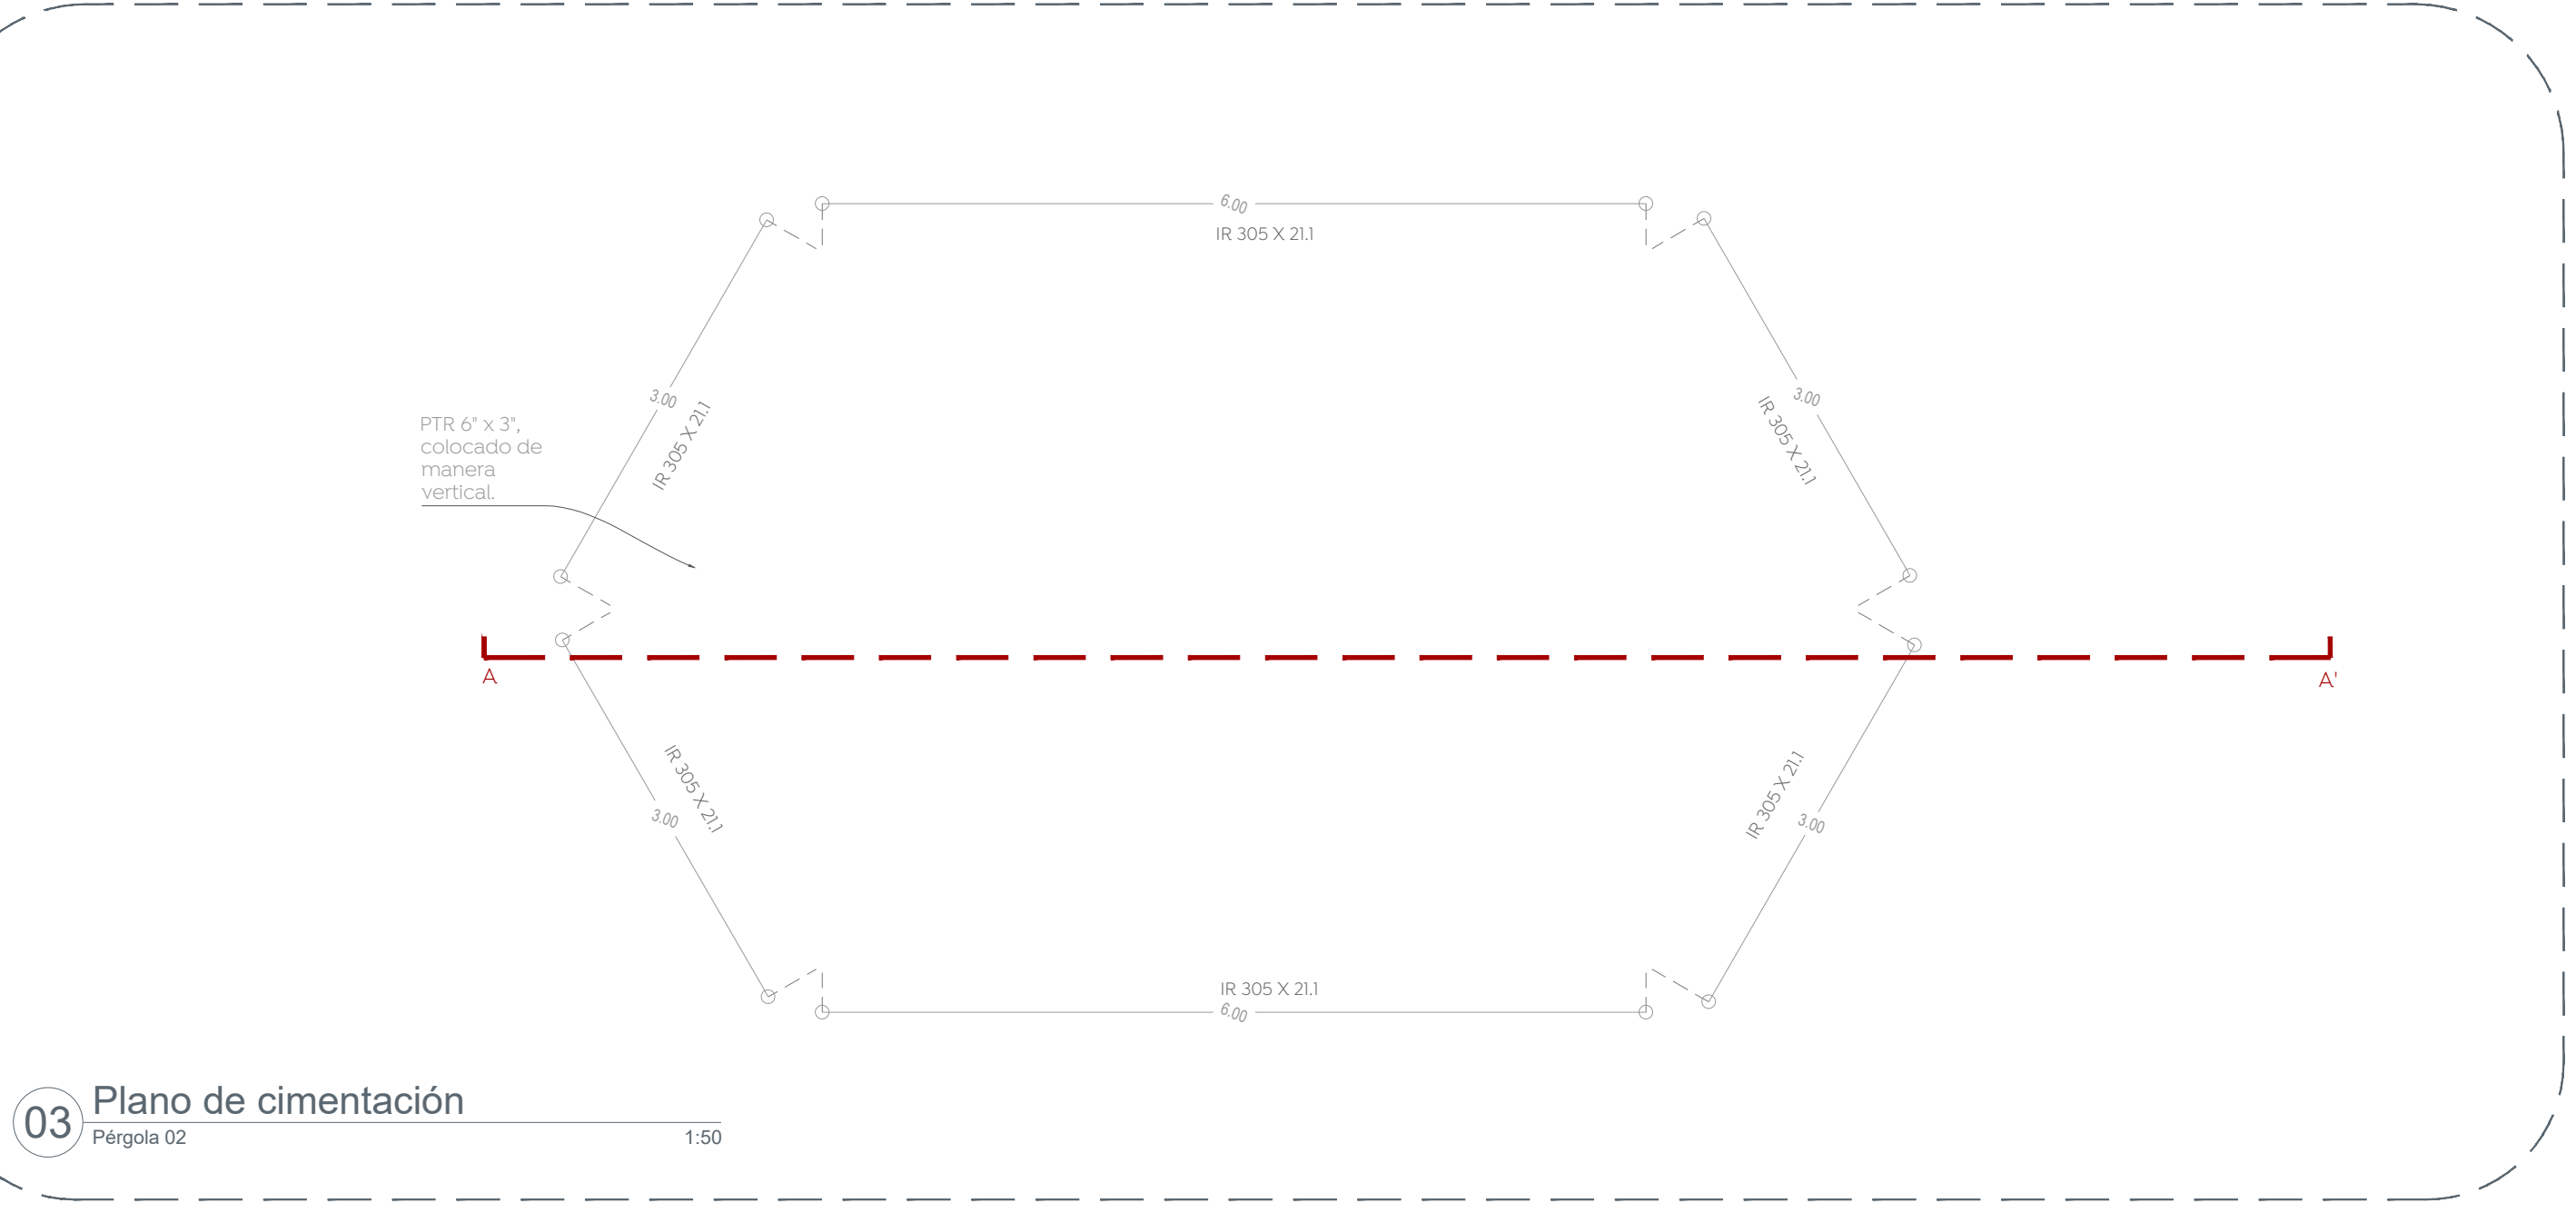 6.00
IR 305 X 21.1
3.00
IR 305 X 21.1
3.00
IR 305 X 21.1
PTR 6" x 3",
colocado de
manera
vertical.
A
A'
IR 305 X 21.1
3.00
IR 305 X 21.1
3.00
IR 305 X 21.1
6.00
03
Plano de cimentación
Pérgola 02
1:50